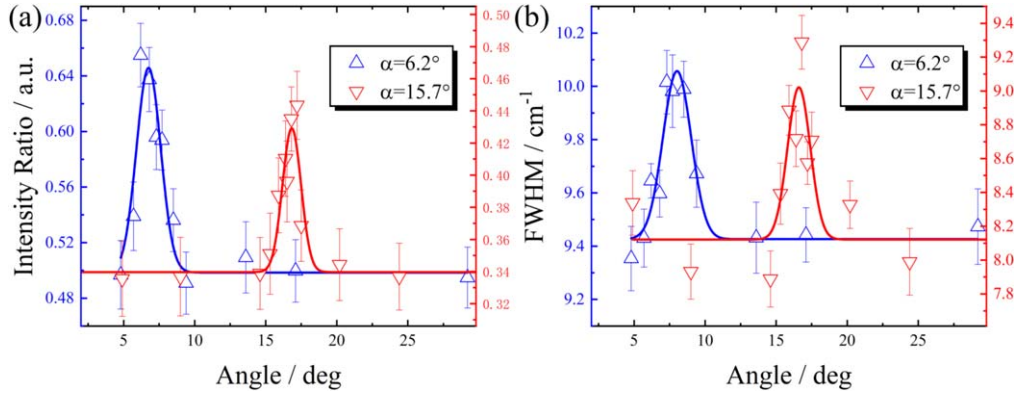 (a)
Intensity Ratio / a.u.
0.68
0.64
0.60
0.56
0.52
0.48
α=6.2°
α=15.7°
0.50
0.48
0.46
0.44
0.42
0.40
0.38
0.36
0.34
0.32
5 10 15 20 25
Angle / deg
(b)
FWHM / cm⁻¹
10.2
10.0
9.8
9.6
9.4
9.2
α=6.2°
α=15.7°
9.4
9.2
9.0
8.8
8.6
8.4
8.2
8.0
7.8
5 10 15 20 25
Angle / deg